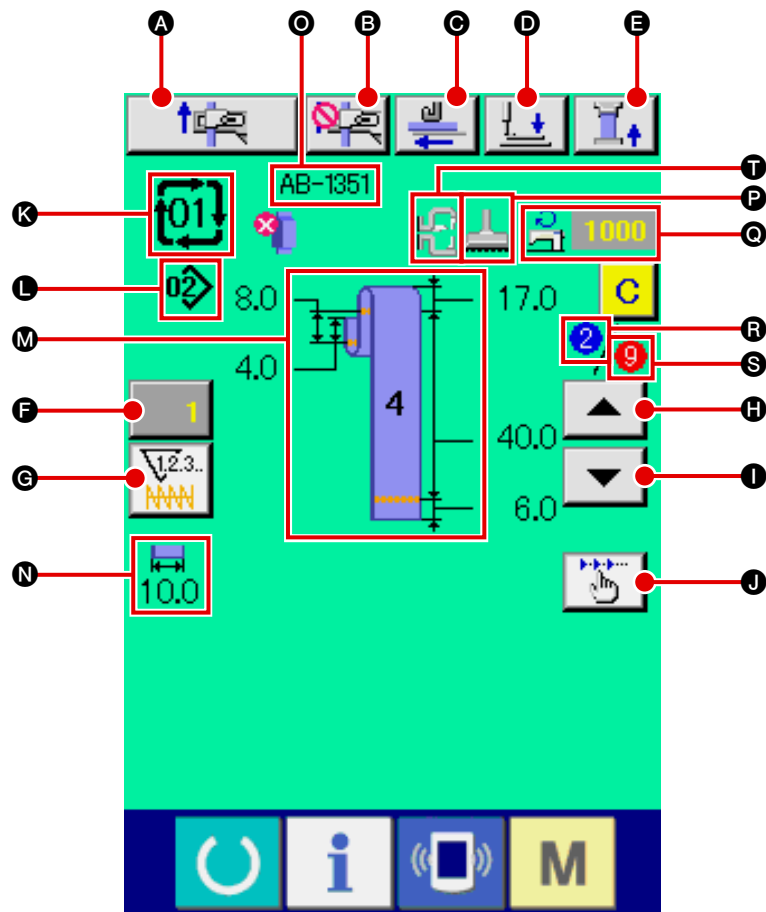 A O B C D E
AB-1351
T
P
K 01 Q 1000
L 02 8.0 17.0 C
M R 2
4.0 S 9
/
F 1 4 H
40.0
G 1.2.3.. I
6.0
N 10.0 J
i M